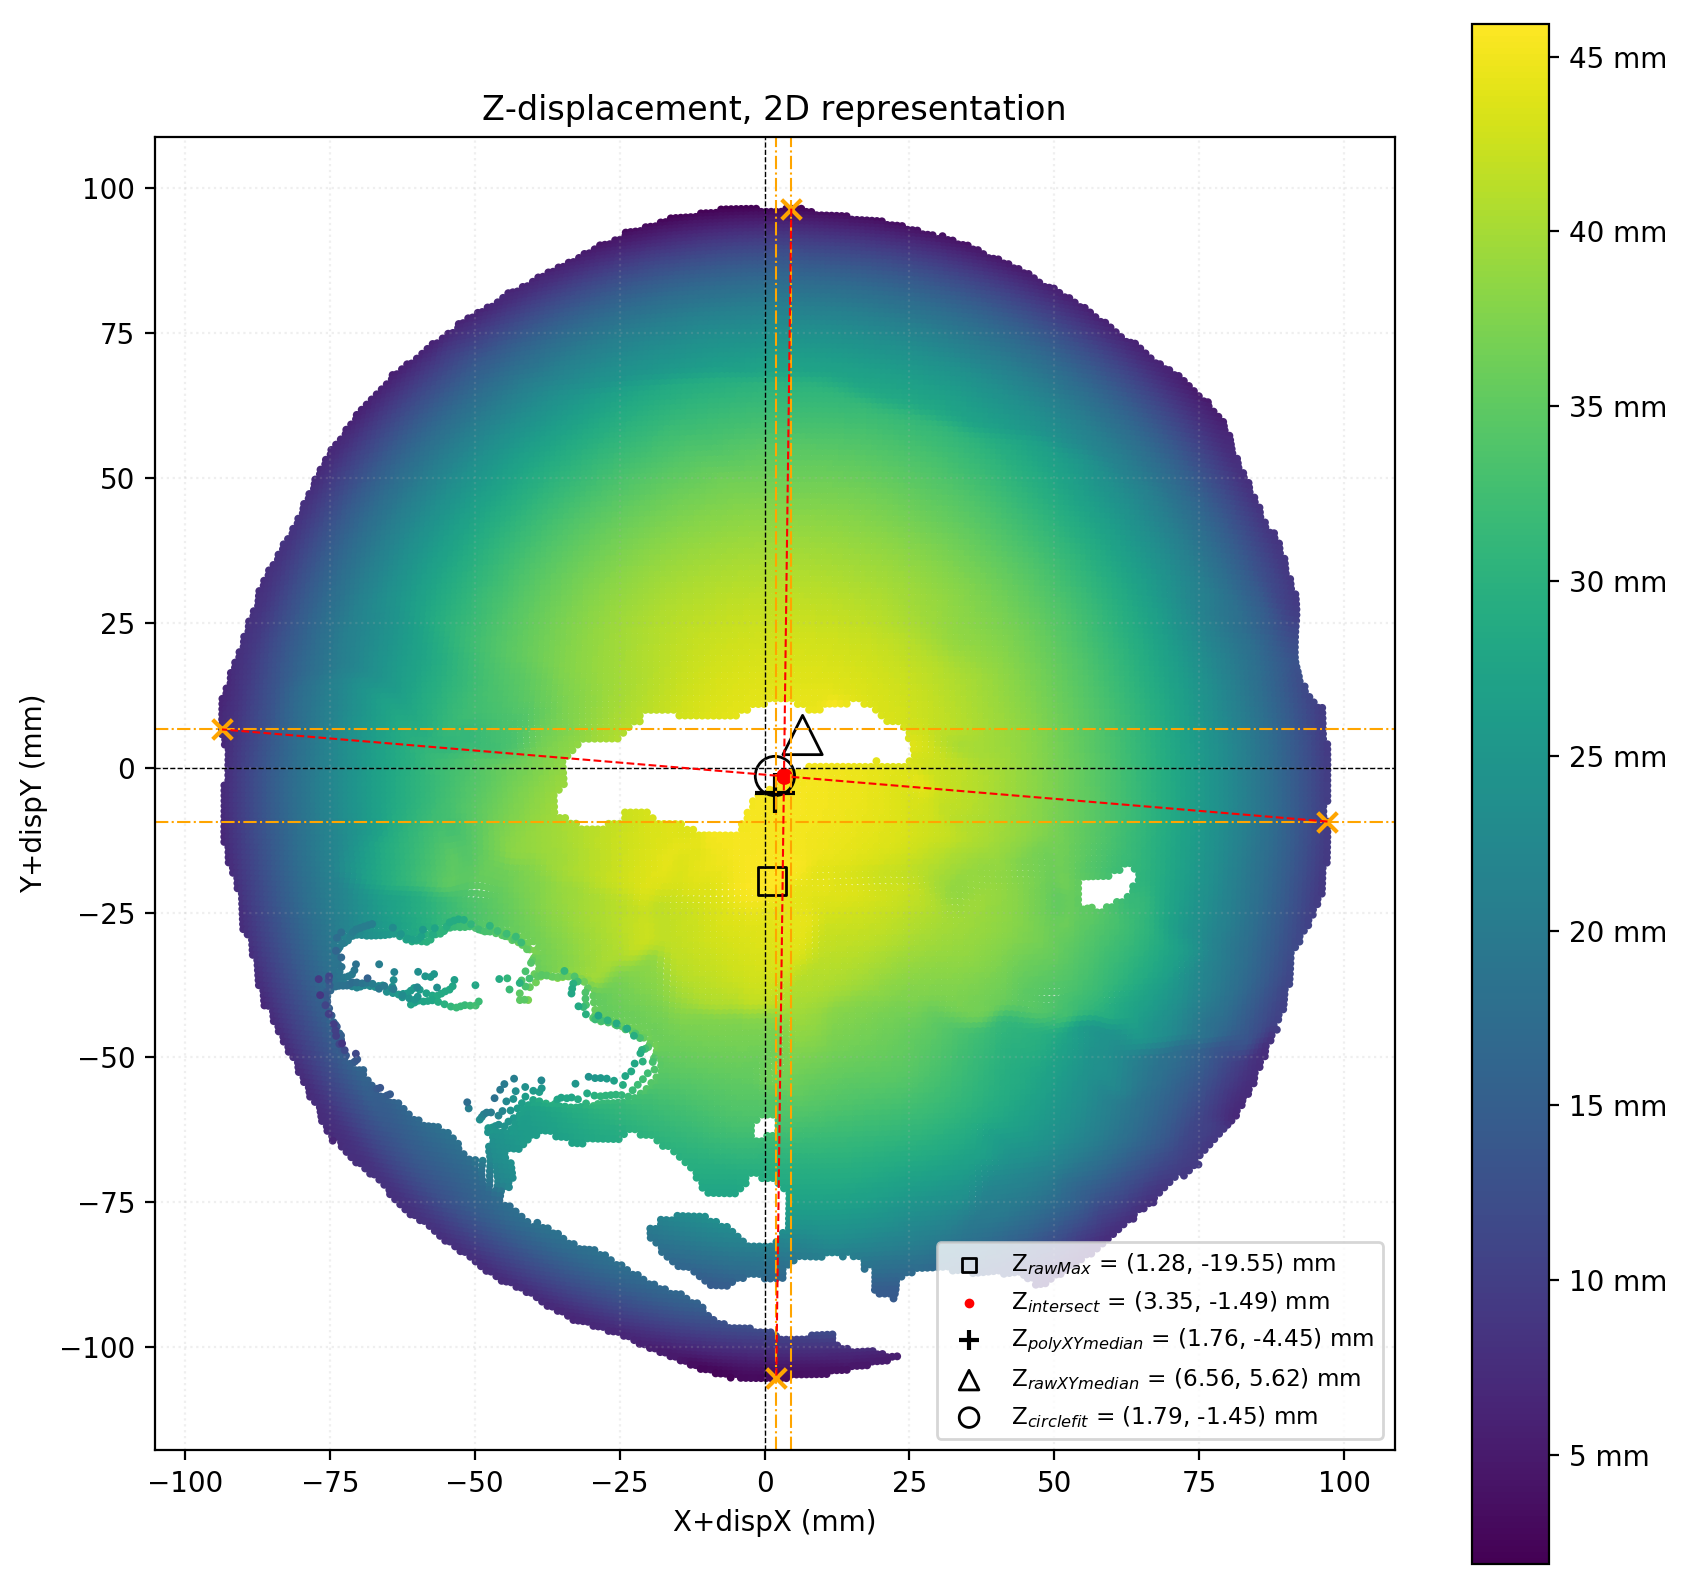 Z-displacement, 2D representation
45 mm
40 mm
35 mm
30 mm
25 mm
20 mm
15 mm
10 mm
5 mm
100
75
50
25
0
−25
−50
−75
−100
Y+dispY (mm)
−100
−75
−50
−25
0
25
50
75
100
X+dispX (mm)
Z_rawMax = (1.28, -19.55) mm
Z_intersect = (3.35, -1.49) mm
Z_polyXYmedian = (1.76, -4.45) mm
Z_rawXYmedian = (6.56, 5.62) mm
Z_circlefit = (1.79, -1.45) mm